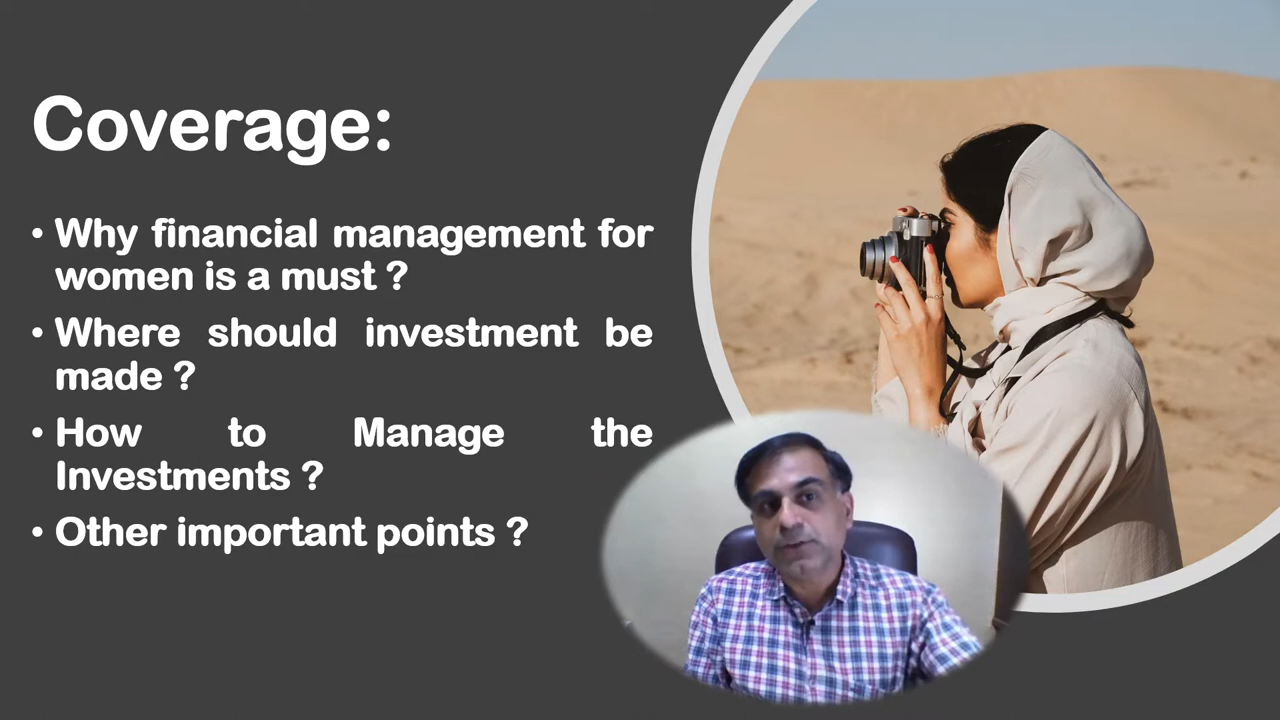 Coverage:
• Why financial management for
women is a must ?
• Where should investment be
made ?
• How to Manage the
Investments ?
• Other important points ?